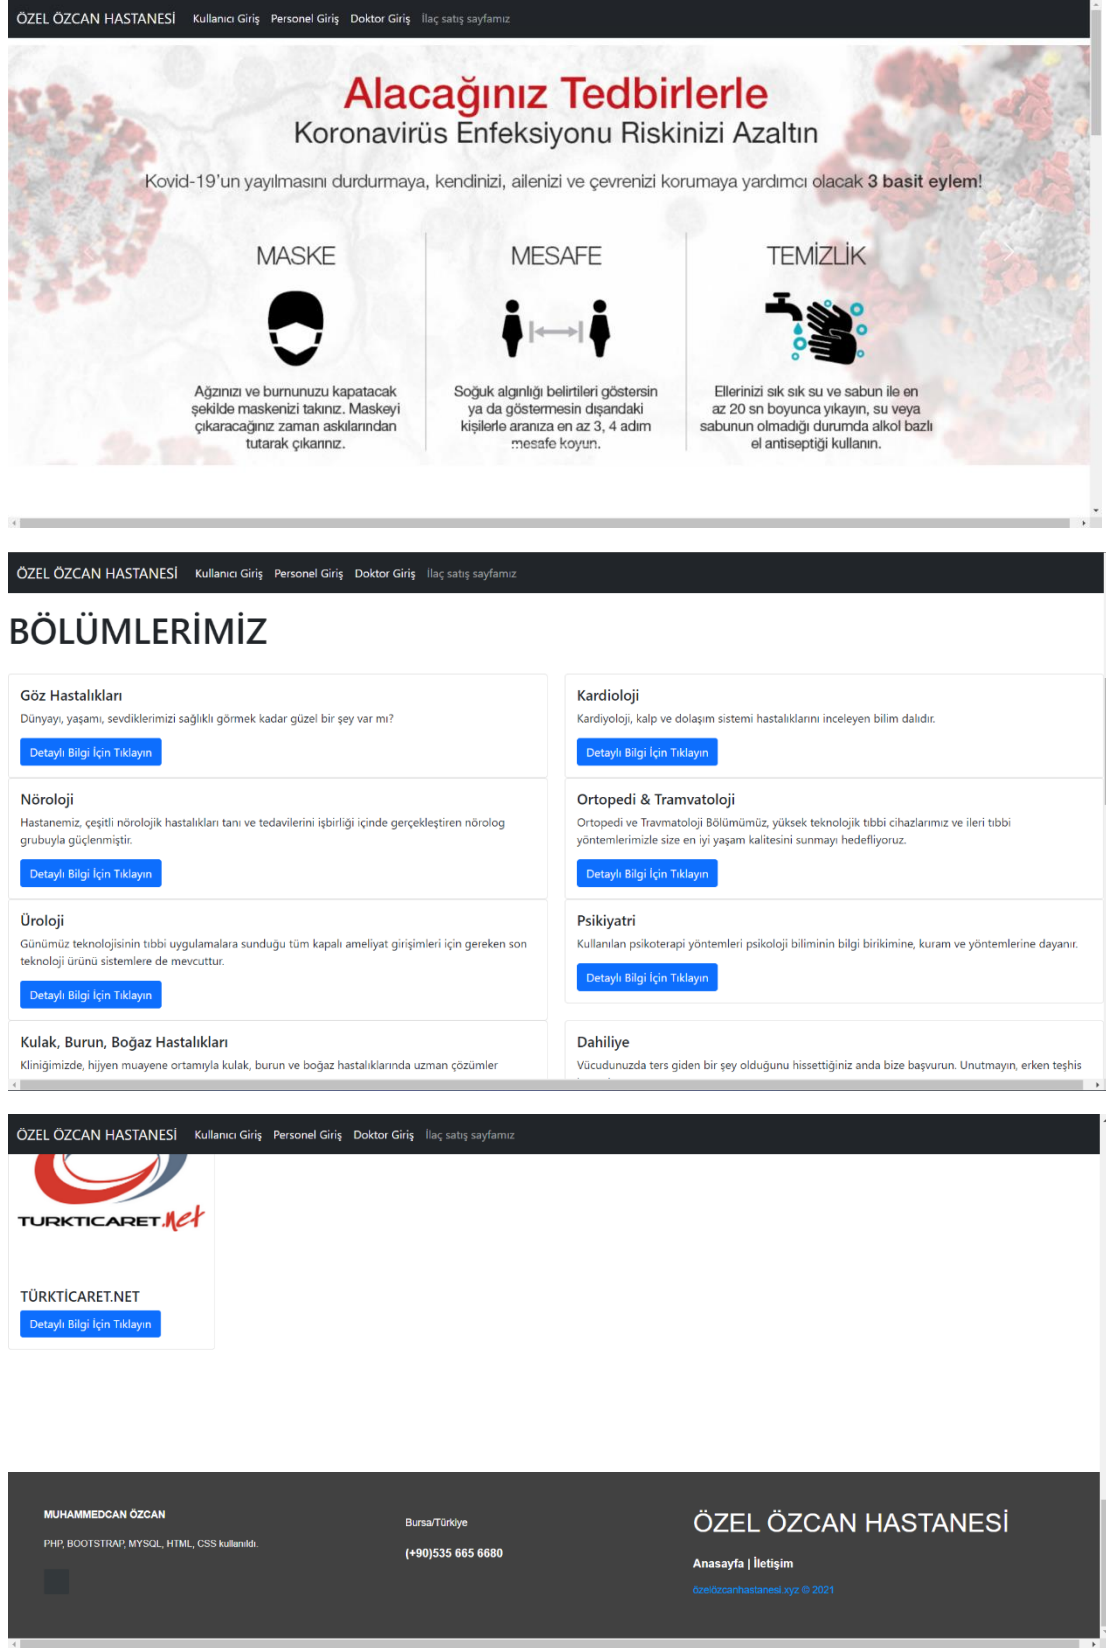 ÖZEL ÖZCAN HASTANESİ Kullanıcı Giriş Personel Giriş Doktor Giriş İlaç satış sayfamız
Alacağınız Tedbirlerle
Koronavirüs Enfeksiyonu Riskinizi Azaltın
Kovid-19'un yayılmasını durdurmaya, kendinizi, ailenizi ve çevrenizi korumaya yardımcı olacak 3 basit eylem!
MASKE
Ağzınızı ve burnunuzu kapatacak
şekilde maskenizi takınız. Maskeyi
çıkaracağınız zaman askılarından
tutarak çıkarınız.
MESAFE
Soğuk algınlığı belirtileri göstersin
ya da göstermesin dışarıdaki
kişilerle aranıza en az 3, 4 adım
mesafe koyun.
TEMİZLİK
Ellerinizi sık sık su ve sabun ile en
az 20 sn boyunca yıkayın, su veya
sabunun olmadığı durumda alkol bazlı
el antiseptiği kullanın.
ÖZEL ÖZCAN HASTANESİ Kullanıcı Giriş Personel Giriş Doktor Giriş İlaç satış sayfamız
BÖLÜMLERİMİZ
Göz Hastalıkları
Dünyayı, yaşamı, sevdiklerimizi sağlıklı görmek kadar güzel bir şey var mı?
Detaylı Bilgi İçin Tıklayın
Kardioloji
Kardiyoloji, kalp ve dolaşım sistemi hastalıklarını inceleyen bilim dalıdır.
Detaylı Bilgi İçin Tıklayın
Nöroloji
Hastanemiz, çeşitli nörolojik hastalıkları tanı ve tedavilerini işbirliği içinde gerçekleştiren nörolog
grubuyla güçlenmiştir.
Detaylı Bilgi İçin Tıklayın
Ortopedi & Tramvatoloji
Ortopedi ve Travmatoloji Bölümümüz, yüksek teknolojik tıbbi cihazlarımız ve ileri tıbbi
yöntemlerimizle size en iyi yaşam kalitesini sunmayı hedefliyoruz.
Detaylı Bilgi İçin Tıklayın
Üroloji
Günümüz teknolojisinin tıbbi uygulamalara sunduğu tüm kapalı ameliyat girişimleri için gereken son
teknoloji ürünü sistemlere de mevcuttur.
Detaylı Bilgi İçin Tıklayın
Psikiyatri
Kullanılan psikoterapi yöntemleri psikoloji biliminin bilgi birikimine, kuram ve yöntemlerine dayanır.
Detaylı Bilgi İçin Tıklayın
Kulak, Burun, Boğaz Hastalıkları
Kliniğimizde, hijyen muayene ortamıyla kulak, burun ve boğaz hastalıklarında uzman çözümler
Dahiliye
Vücudunuzda ters giden bir şey olduğunu hissettiğiniz anda bize başvurun. Unutmayın, erken teşhis
ÖZEL ÖZCAN HASTANESİ Kullanıcı Giriş Personel Giriş Doktor Giriş İlaç satış sayfamız
TURKTICARET.net
TÜRKTİCARET.NET
Detaylı Bilgi İçin Tıklayın
MUHAMMEDCAN ÖZCAN
PHP, BOOTSTRAP, MYSQL, HTML, CSS kullanıldı.
Bursa/Türkiye
(+90)535 665 6680
ÖZEL ÖZCAN HASTANESİ
Anasayfa | İletişim
özelözcanhastanesi.xyz © 2021